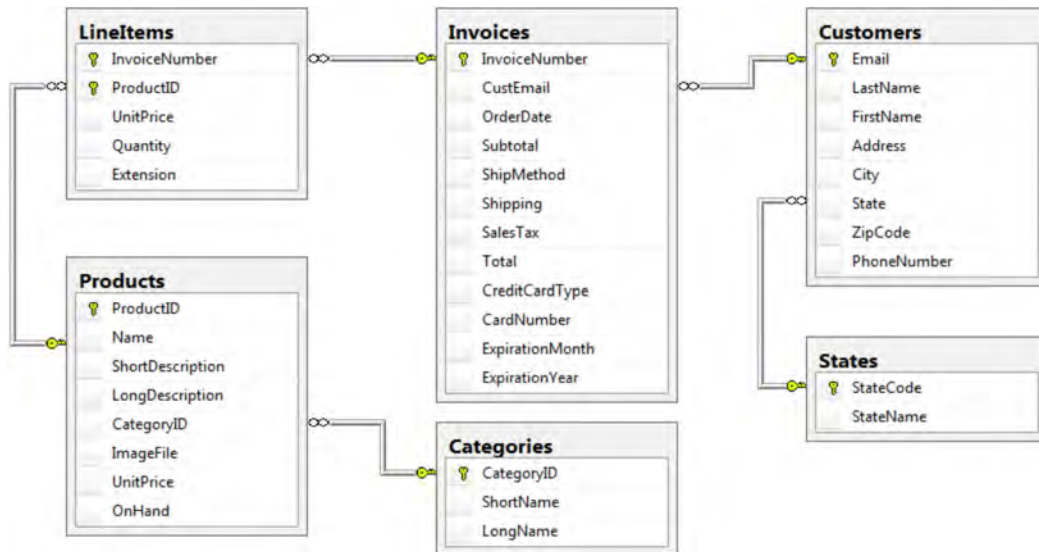 LineItems
InvoiceNumber
ProductID
UnitPrice
Quantity
Extension
Invoices
InvoiceNumber
CustEmail
OrderDate
Subtotal
ShipMethod
Shipping
SalesTax
Total
CreditCardType
CardNumber
ExpirationMonth
ExpirationYear
Customers
Email
LastName
FirstName
Address
City
State
ZipCode
PhoneNumber
Products
ProductID
Name
ShortDescription
LongDescription
CategoryID
ImageFile
UnitPrice
OnHand
Categories
CategoryID
ShortName
LongName
States
StateCode
StateName